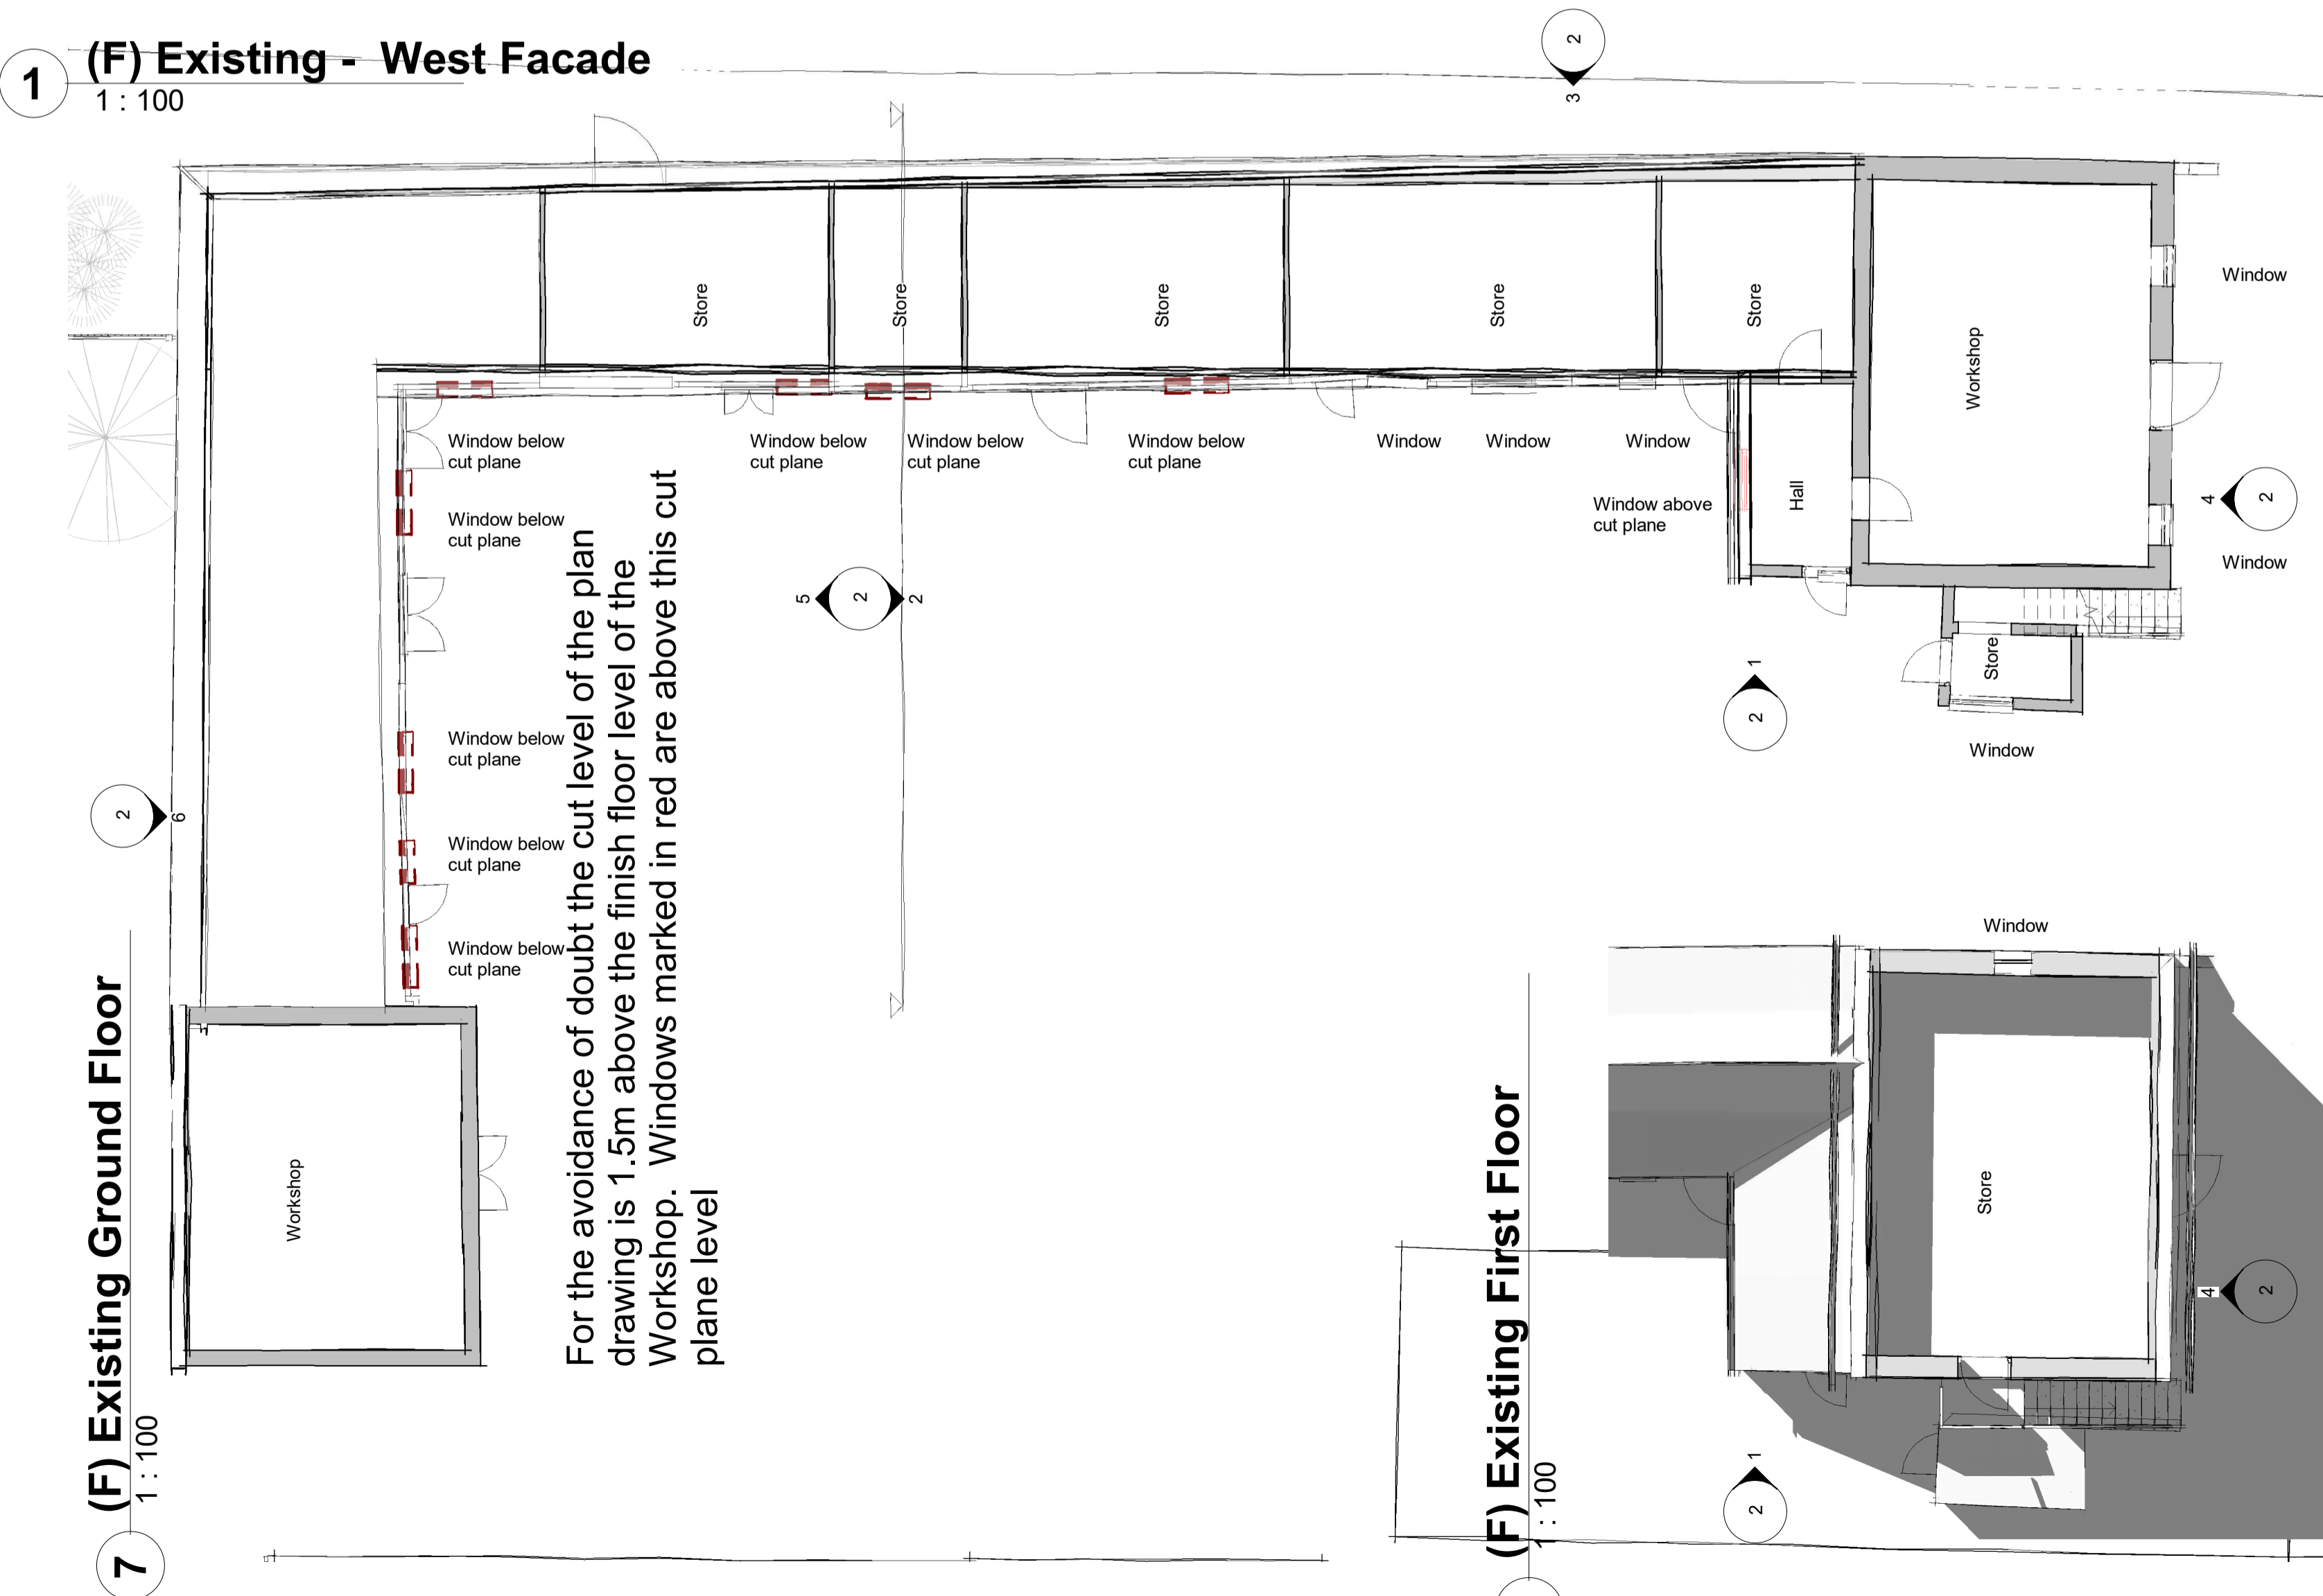 1
(F) Existing - West Facade
1 : 100
2
3
Store
Store
Store
Store
Store
Workshop
Window
Window below
cut plane
Window below
cut plane
Window below
cut plane
Window below
cut plane
Window
Window
Window
Window below
cut plane
Window above
cut plane
Hall
4
2
Window
5
2
2
Store
1
2
Window
Window below
cut plane
2
6
Window below
cut plane
Window below
cut plane
For the avoidance of doubt the cut level of the plan
drawing is 1.5m above the finish floor level of the
Workshop. Windows marked in red are above this cut
plane level
Workshop
(F) Existing Ground Floor
1 : 100
7
Window
Store
4
2
1
2
(F) Existing First Floor
1 : 100